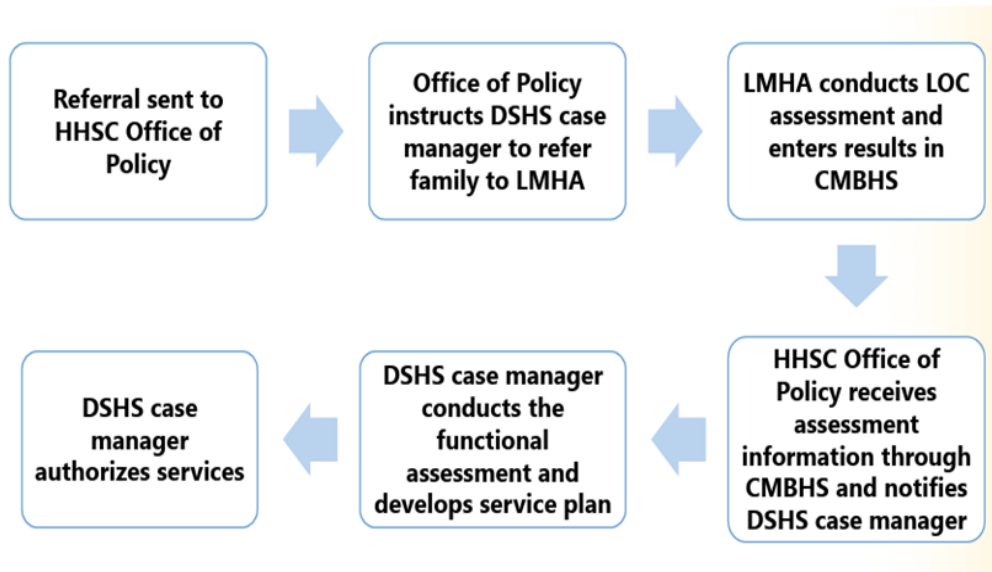 Referral sent to
HHSC Office of
Policy
Office of Policy
instructs DSHS case
manager to refer
family to LMHA
LMHA conducts LOC
assessment and
enters results in
CMBHS
HHSC Office of
Policy receives
assessment
information through
CMBHS and notifies
DSHS case manager
DSHS case manager
conducts the
functional
assessment and
develops service plan
DSHS case
manager
authorizes services